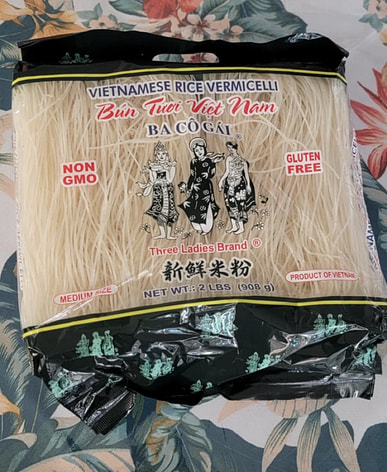 VIETNAMESE RICE VERMICELLI
Bún Tươi Việt Nam
BA CÔ GÁI ®
NON
GMO
GLUTEN
FREE
Three Ladies Brand ®
新鮮米粉
MEDIUM SIZE
NET WT.: 2 LBS (908 g)
PRODUCT OF VIETNAM